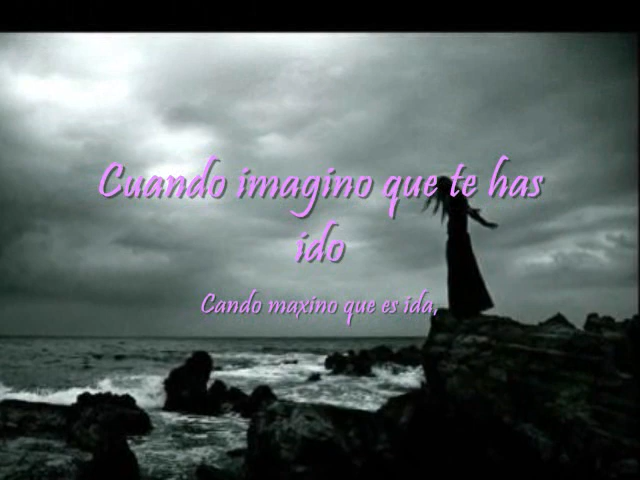 Cuando imagino que te has
ido
Cando maxino que es ida,